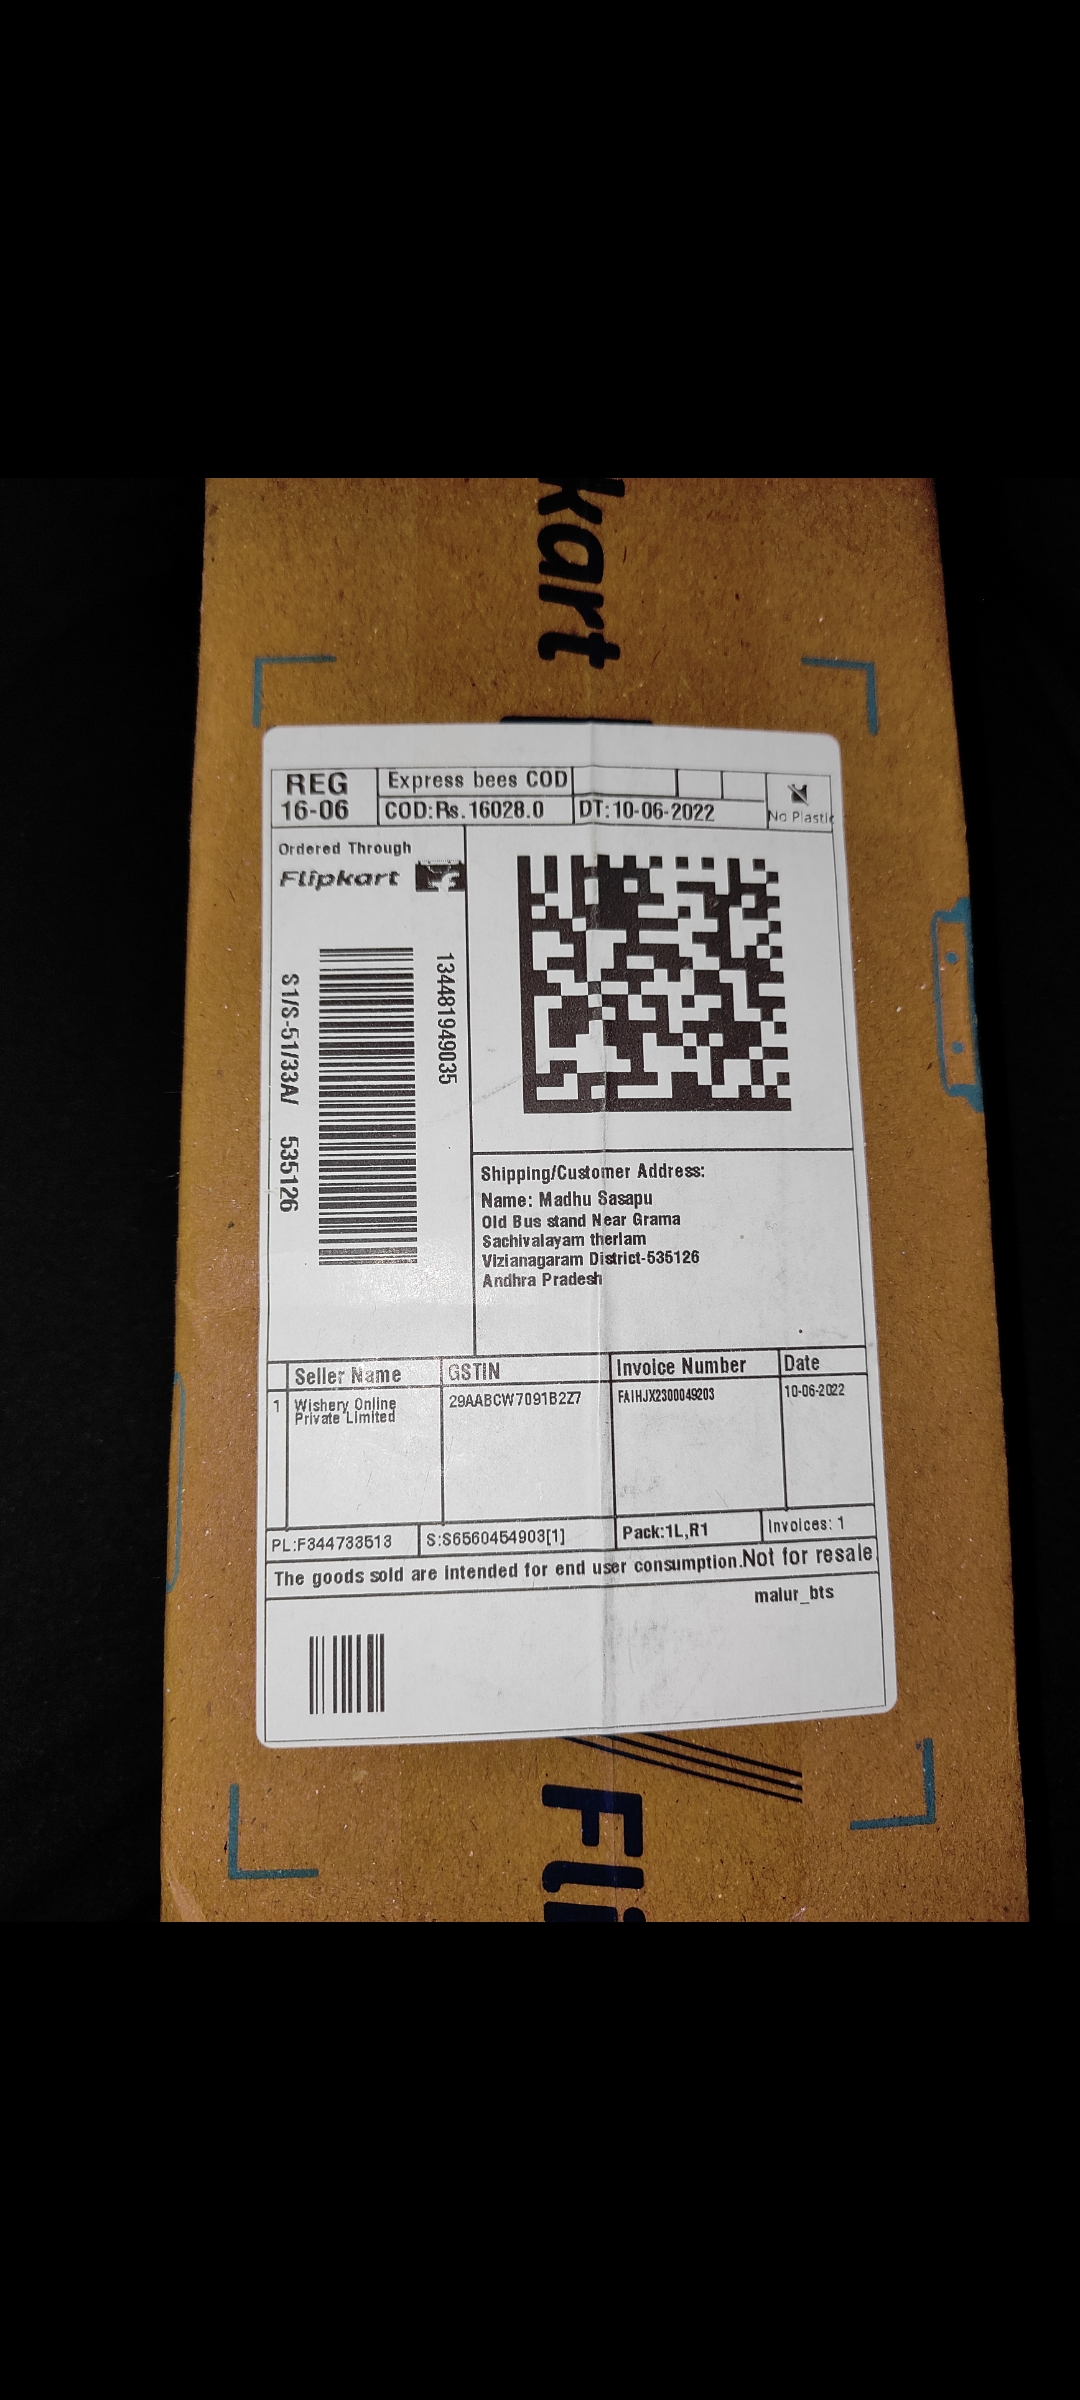 kart
REG
16-06
Express bees COD
COD:Rs.16028.0
DT:10-06-2022
No Plastic
Ordered Through
Flipkart
134481949035
S1/S-51/33A/ 535126
Shipping/Customer Address:
Name: Madhu Sasapu
Old Bus stand Near Grama
Sachivalayam therlam
Vizianagaram District-535126
Andhra Pradesh
Seller Name GSTIN Invoice Number Date
1 Wishery Online 29AABCW7091B2Z7 FAIHJX2300049203 10-06-2022
Private Limited
PL:F344733513 S:S6560454903[1] Pack:1L,R1 Invoices: 1
The goods sold are intended for end user consumption.Not for resale
malur_bts
Fli